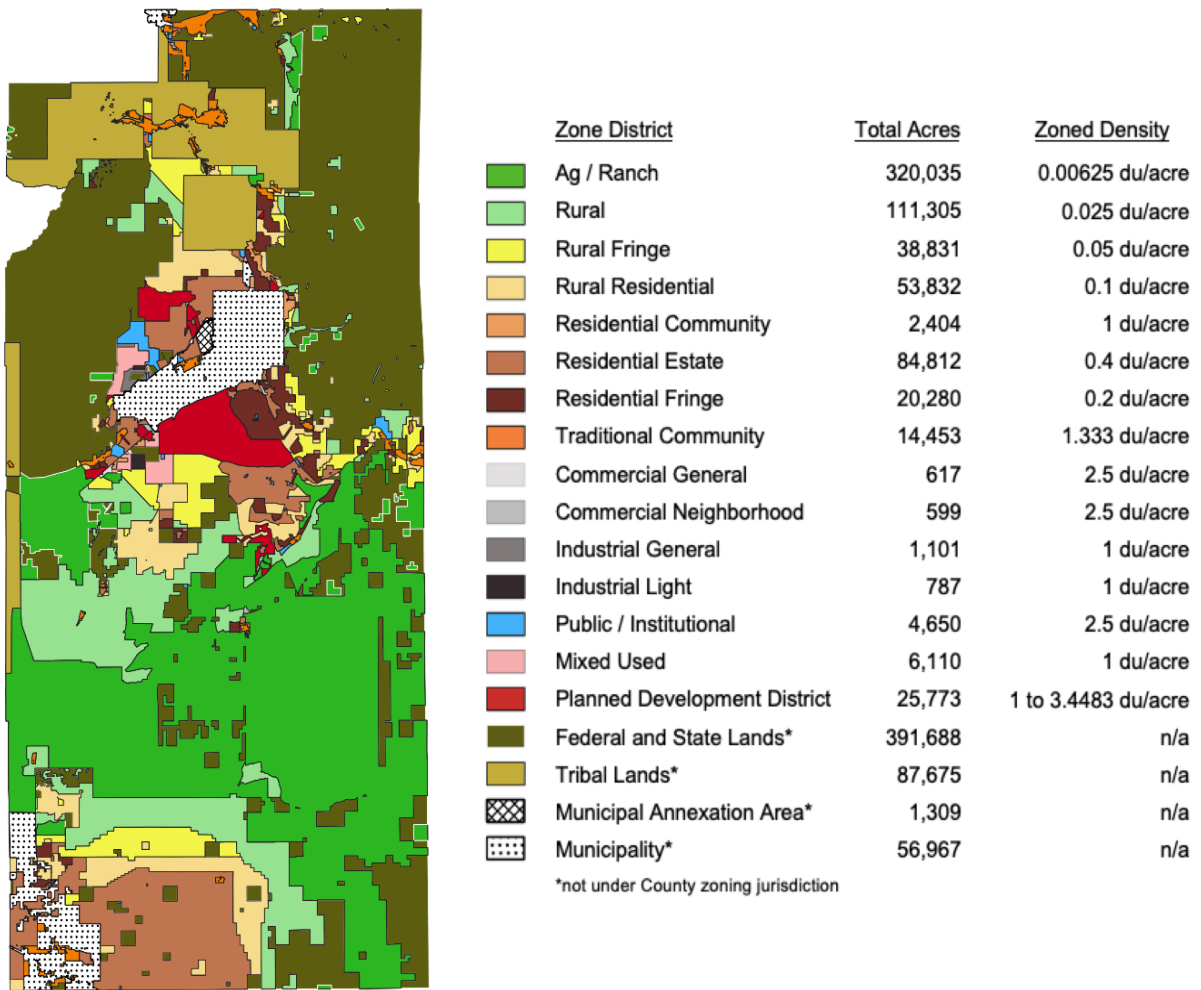 Zone District Total Acres Zoned Density
Ag / Ranch 320,035 0.00625 du/acre
Rural 111,305 0.025 du/acre
Rural Fringe 38,831 0.05 du/acre
Rural Residential 53,832 0.1 du/acre
Residential Community 2,404 1 du/acre
Residential Estate 84,812 0.4 du/acre
Residential Fringe 20,280 0.2 du/acre
Traditional Community 14,453 1.333 du/acre
Commercial General 617 2.5 du/acre
Commercial Neighborhood 599 2.5 du/acre
Industrial General 1,101 1 du/acre
Industrial Light 787 1 du/acre
Public / Institutional 4,650 2.5 du/acre
Mixed Used 6,110 1 du/acre
Planned Development District 25,773 1 to 3.4483 du/acre
Federal and State Lands* 391,688 n/a
Tribal Lands* 87,675 n/a
Municipal Annexation Area* 1,309 n/a
Municipality* 56,967 n/a
*not under County zoning jurisdiction